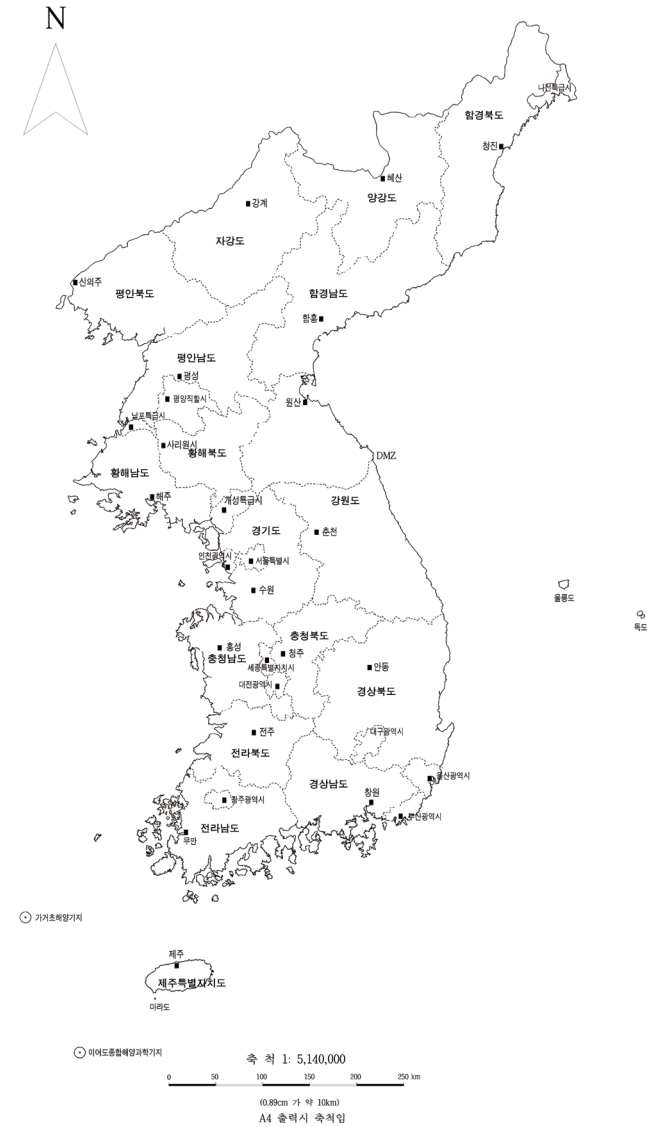 N
나선특급시
함경북도
청진
혜산
양강도
강계
자강도
신의주
평안북도
함경남도
함흥
평안남도
평성
평양직할시
원산
남포특급시
사리원시
황해북도
DMZ
황해남도
해주
개성특급시
강원도
경기도
춘천
인천광역시
서울특별시
수원
울릉도
독도
충청북도
홍성
청주
충청남도
세종특별자치시
안동
대전광역시
경상북도
전주
대구광역시
전라북도
울산광역시
경상남도
창원
광주광역시
부산광역시
전라남도
무안
가거초해양기지
제주
제주특별자치도
마라도
이어도종합해양과학기지
축 척 1: 5,140,000
0 50 100 150 200 250 km
(0.89cm 가 약 10km)
A4 출력시 축척임